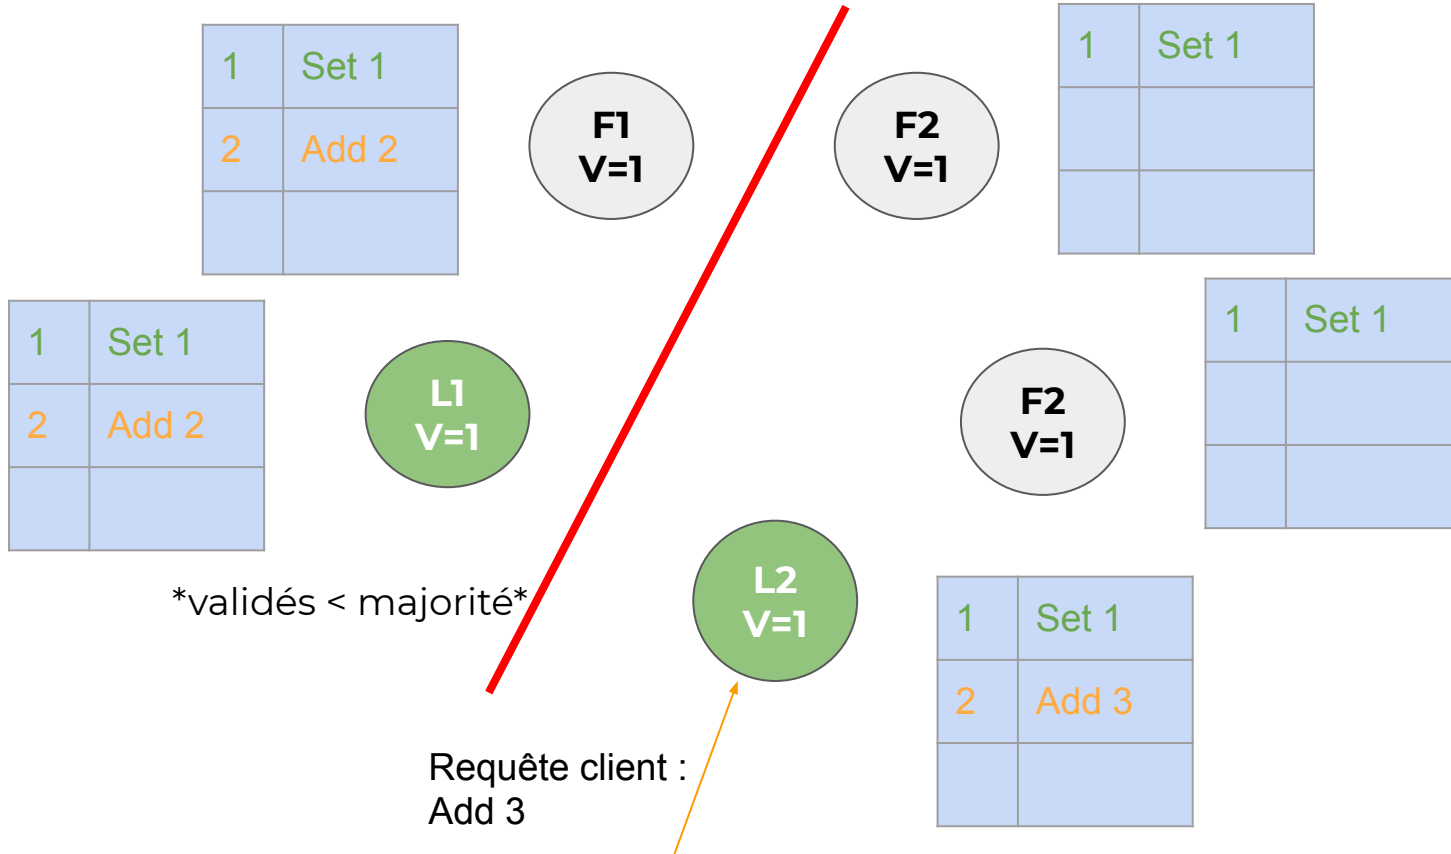 1 Set 1
2 Add 2
F1
V=1
F2
V=1
1 Set 1
1 Set 1
2 Add 2
L1
V=1
F2
V=1
1 Set 1
*validés < majorité*
L2
V=1
1 Set 1
2 Add 3
Requête client :
Add 3